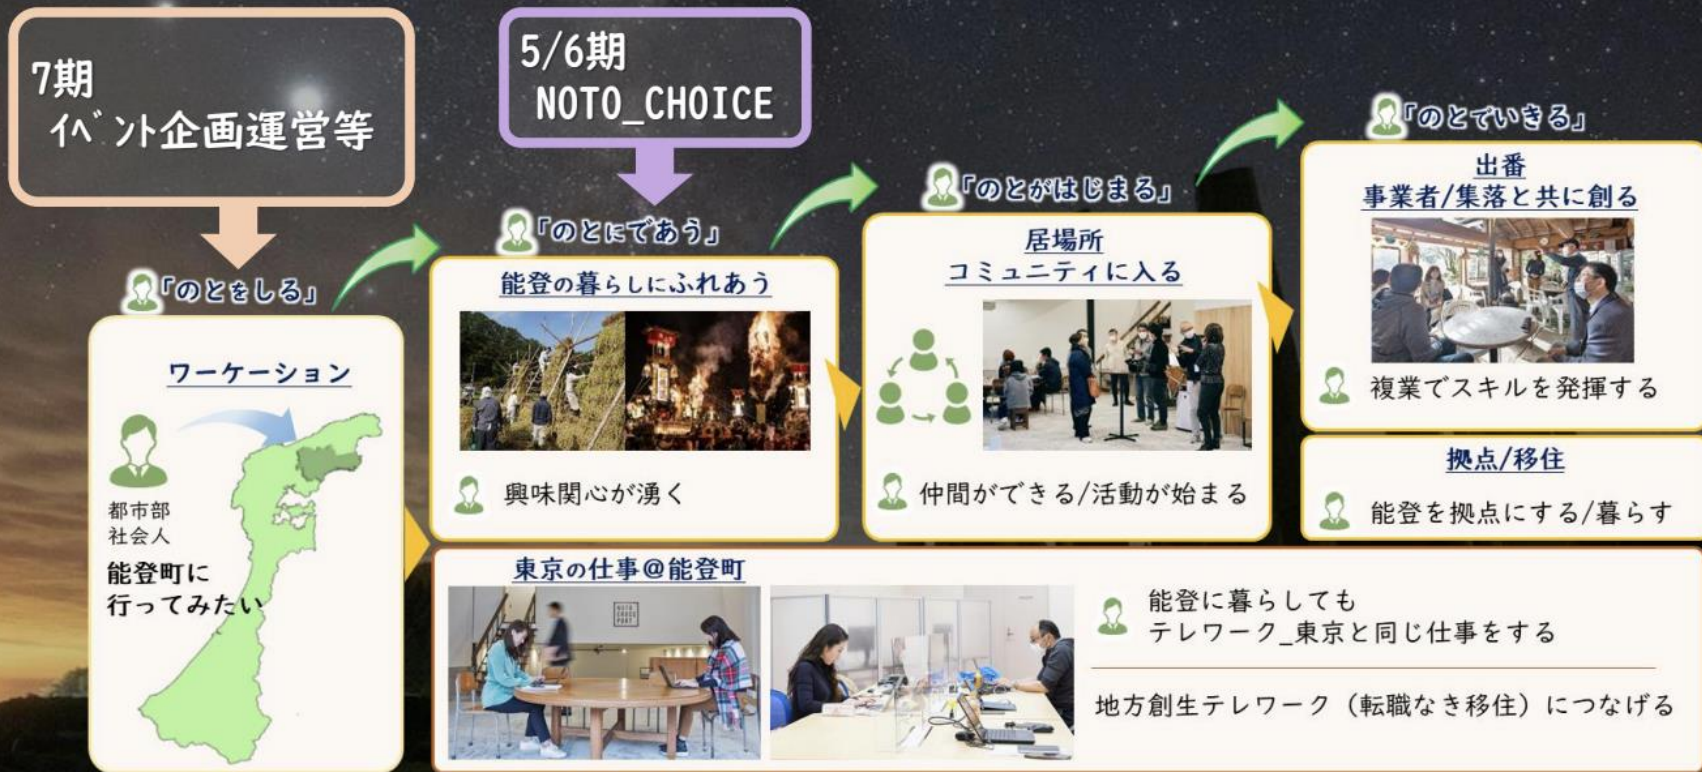 7期
イベント企画運営等
5/6期
NOTO_CHOICE
「のとをしる」
ワーケーション
都市部
社会人
能登町に
行ってみたい
「のとにであう」
能登の暮らしにふれあう
興味関心が湧く
「のとがはじまる」
居場所
コミュニティに入る
仲間ができる/活動が始まる
「のとでいきる」
出番
事業者/集落と共に創る
複業でスキルを発揮する
拠点/移住
能登を拠点にする/暮らす
東京の仕事@能登町
NOTO
CROSS
PORT
能登に暮らしても
テレワーク_東京と同じ仕事をする
地方創生テレワーク（転職なき移住）につなげる